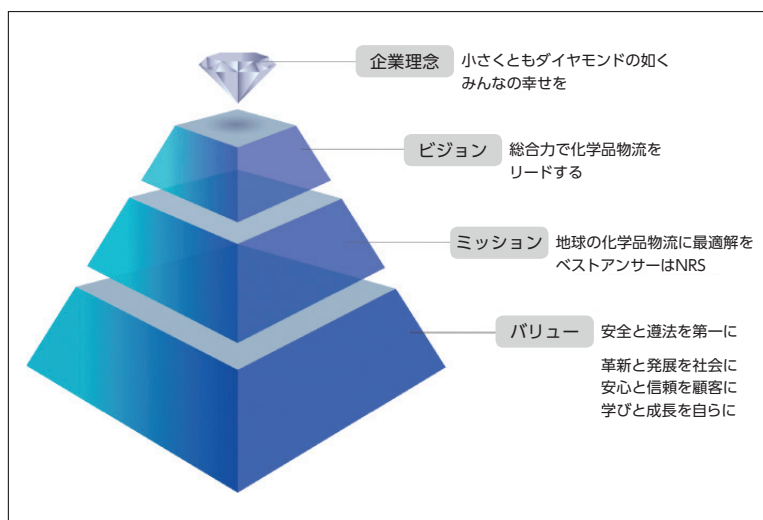 企業理念
小さくともダイヤモンドの如く
みんなの幸せを
ビジョン
総合力で化学品物流を
リードする
ミッション
地球の化学品物流に最適解を
ベストアンサーはNRS
バリュー
安全と遵法を第一に
革新と発展を社会に
安心と信頼を顧客に
学びと成長を自らに